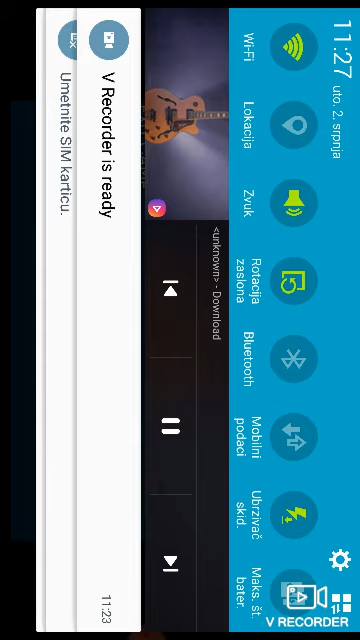 11:27 uto, 2. srpnja
Wi-Fi
Lokacija
Zvuk
Rotacija
zaslona
Bluetooth
Mobilni
podaci
Ubrzivač
skid.
Maks. št.
bater.
V RECORDER
<unknown> - Download
V Recorder is ready
11:23
Umetnite SIM karticu.